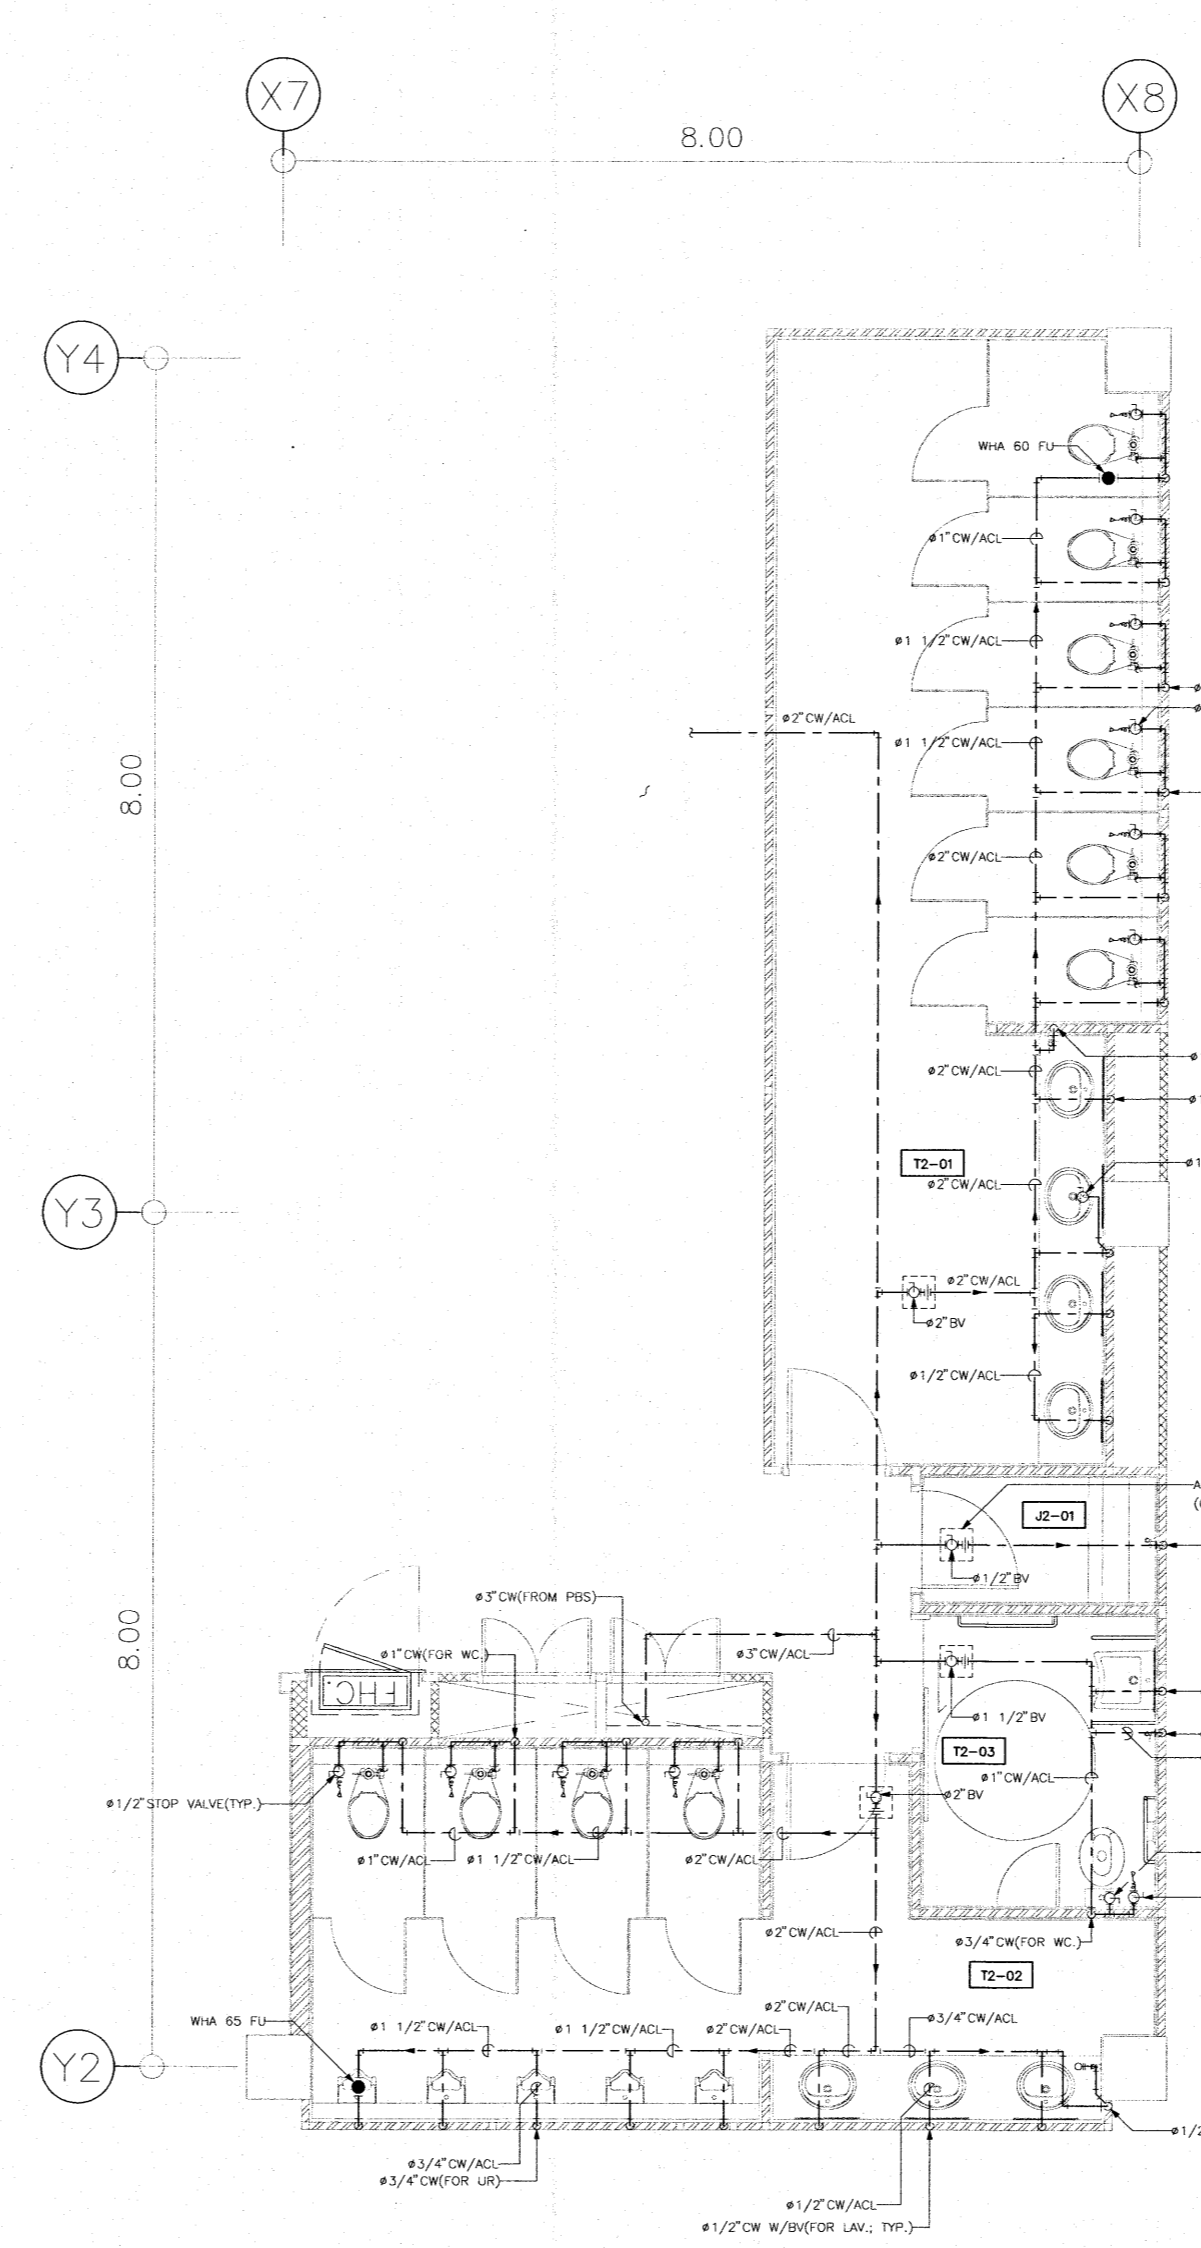 X7
X8
8.00
Y4
WHA 60 FU
ø1"CW/ACL
ø1 1/2"CW/ACL
ø
ø2"CW/ACL
ø
ø1 1/2"CW/ACL
8.00
ø2"CW/ACL
ø
ø2"CW/ACL
ø1
T2-01
ø1
ø2"CW/ACL
Y3
ø2"CW/ACL
ø2"BV
ø1/2"CW/ACL
A
J2-01
ø1/2"BV
ø3"CW(FROM PBS)
8.00
ø1"CW(FOR WC.)
ø3"CW/ACL
FHC.
ø1 1/2"BV
T2-03
ø1"CW/ACL
ø1/2"STOP VALVE(TYP.)
ø2"BV
ø1"CW/ACL
ø1 1/2"CW/ACL
ø2"CW/ACL
ø2"CW/ACL
ø3/4"CW(FOR WC.)
T2-02
WHA 65 FU
ø1 1/2"CW/ACL
ø1 1/2"CW/ACL
ø2"CW/ACL
ø2"CW/ACL
ø3/4"CW/ACL
Y2
ø1/2
ø3/4"CW/ACL
ø3/4"CW(FOR UR)
ø1/2"CW/ACL
ø1/2"CW W/BV(FOR LAV.; TYP.)